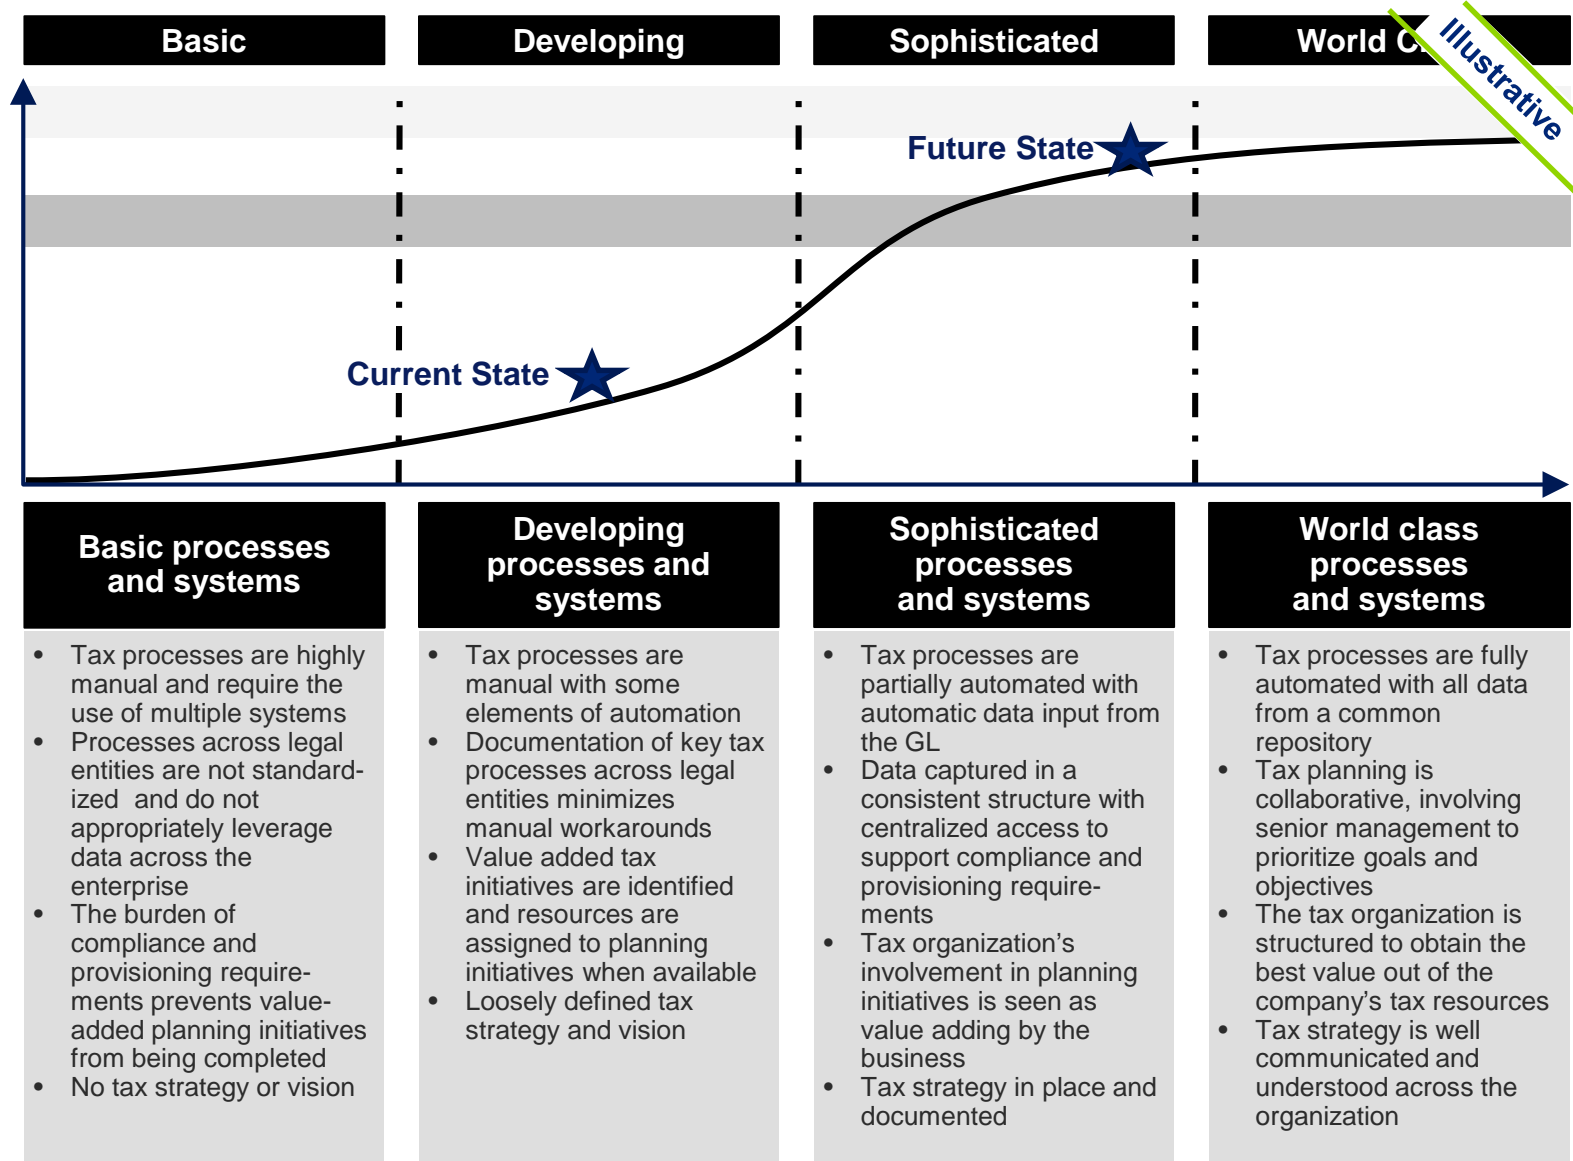 Basic
Developing
Sophisticated
World C
Illustrative
Future State
Current State
Basic processes
and systems
• Tax processes are highly
manual and require the
use of multiple systems
• Processes across legal
entities are not standard-
ized  and do not
appropriately leverage
data across the
enterprise
• The burden of
compliance and
provisioning require-
ments prevents value-
added planning initiatives
from being completed
• No tax strategy or vision
Developing
processes and
systems
• Tax processes are
manual with some
elements of automation
• Documentation of key tax
processes across legal
entities minimizes
manual workarounds
• Value added tax
initiatives are identified
and resources are
assigned to planning
initiatives when available
• Loosely defined tax
strategy and vision
Sophisticated
processes
and systems
• Tax processes are
partially automated with
automatic data input from
the GL
• Data captured in a
consistent structure with
centralized access to
support compliance and
provisioning require-
ments
• Tax organization’s
involvement in planning
initiatives is seen as
value adding by the
business
• Tax strategy in place and
documented
World class
processes
and systems
• Tax processes are fully
automated with all data
from a common
repository
• Tax planning is
collaborative, involving
senior management to
prioritize goals and
objectives
• The tax organization is
structured to obtain the
best value out of the
company’s tax resources
• Tax strategy is well
communicated and
understood across the
organization